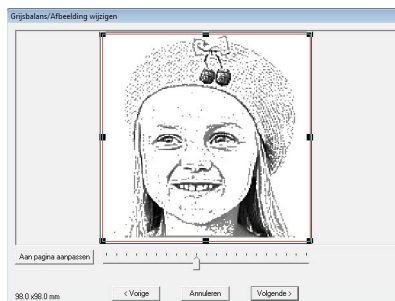 Grijsbalans/Afbeelding wijzigen
Aan pagina aanpassen
98.0 x98.0 mm
< Vorige
Annuleren
Volgende >